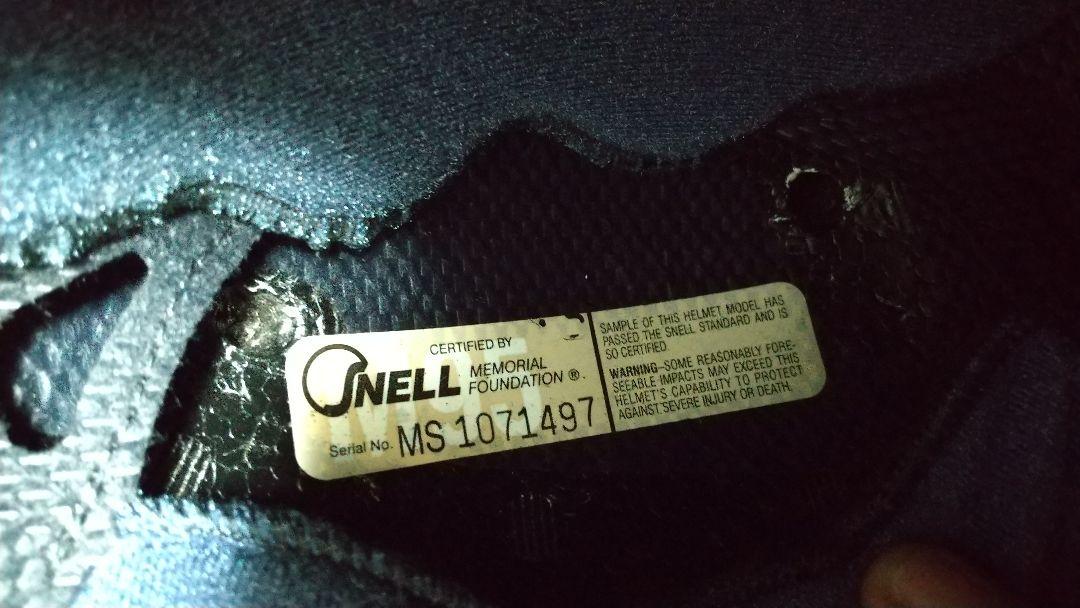 CERTIFIED BY
SNELL MEMORIAL
FOUNDATION ®.
M95
Serial No. MS 1071497
SAMPLE OF THIS HELMET MODEL HAS
PASSED THE SNELL STANDARD AND IS
SO CERTIFIED.
WARNING–SOME REASONABLY FORE-
SEEABLE IMPACTS MAY EXCEED THIS
HELMET'S CAPABILITY TO PROTECT
AGAINST SEVERE INJURY OR DEATH.